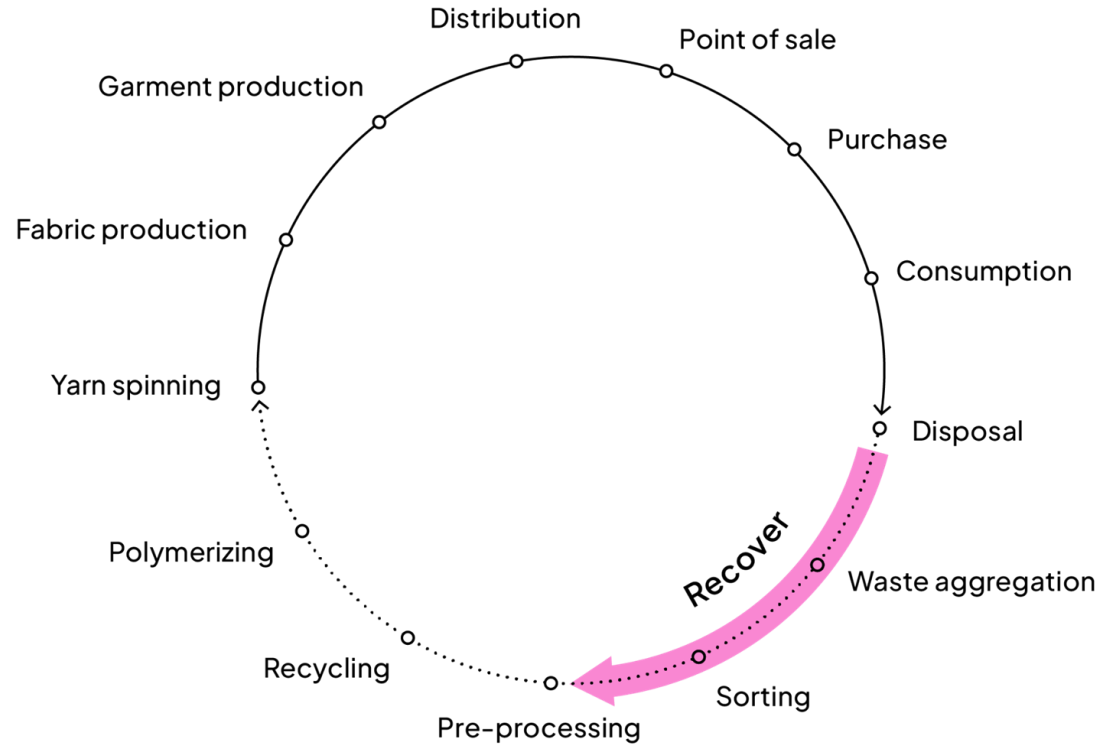 Distribution
Point of sale
Garment production
Purchase
Fabric production
Consumption
Yarn spinning
Disposal
Recover
Polymerizing
Waste aggregation
Recycling
Sorting
Pre-processing